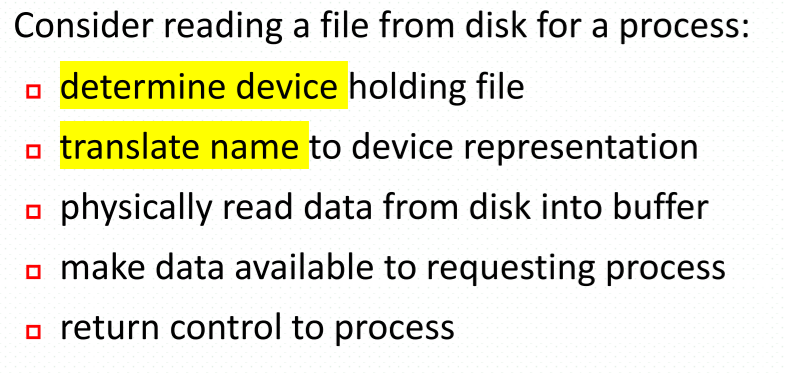 Consider reading a file from disk for a process:
determine device holding file
translate name to device representation
physically read data from disk into buffer
make data available to requesting process
return control to process